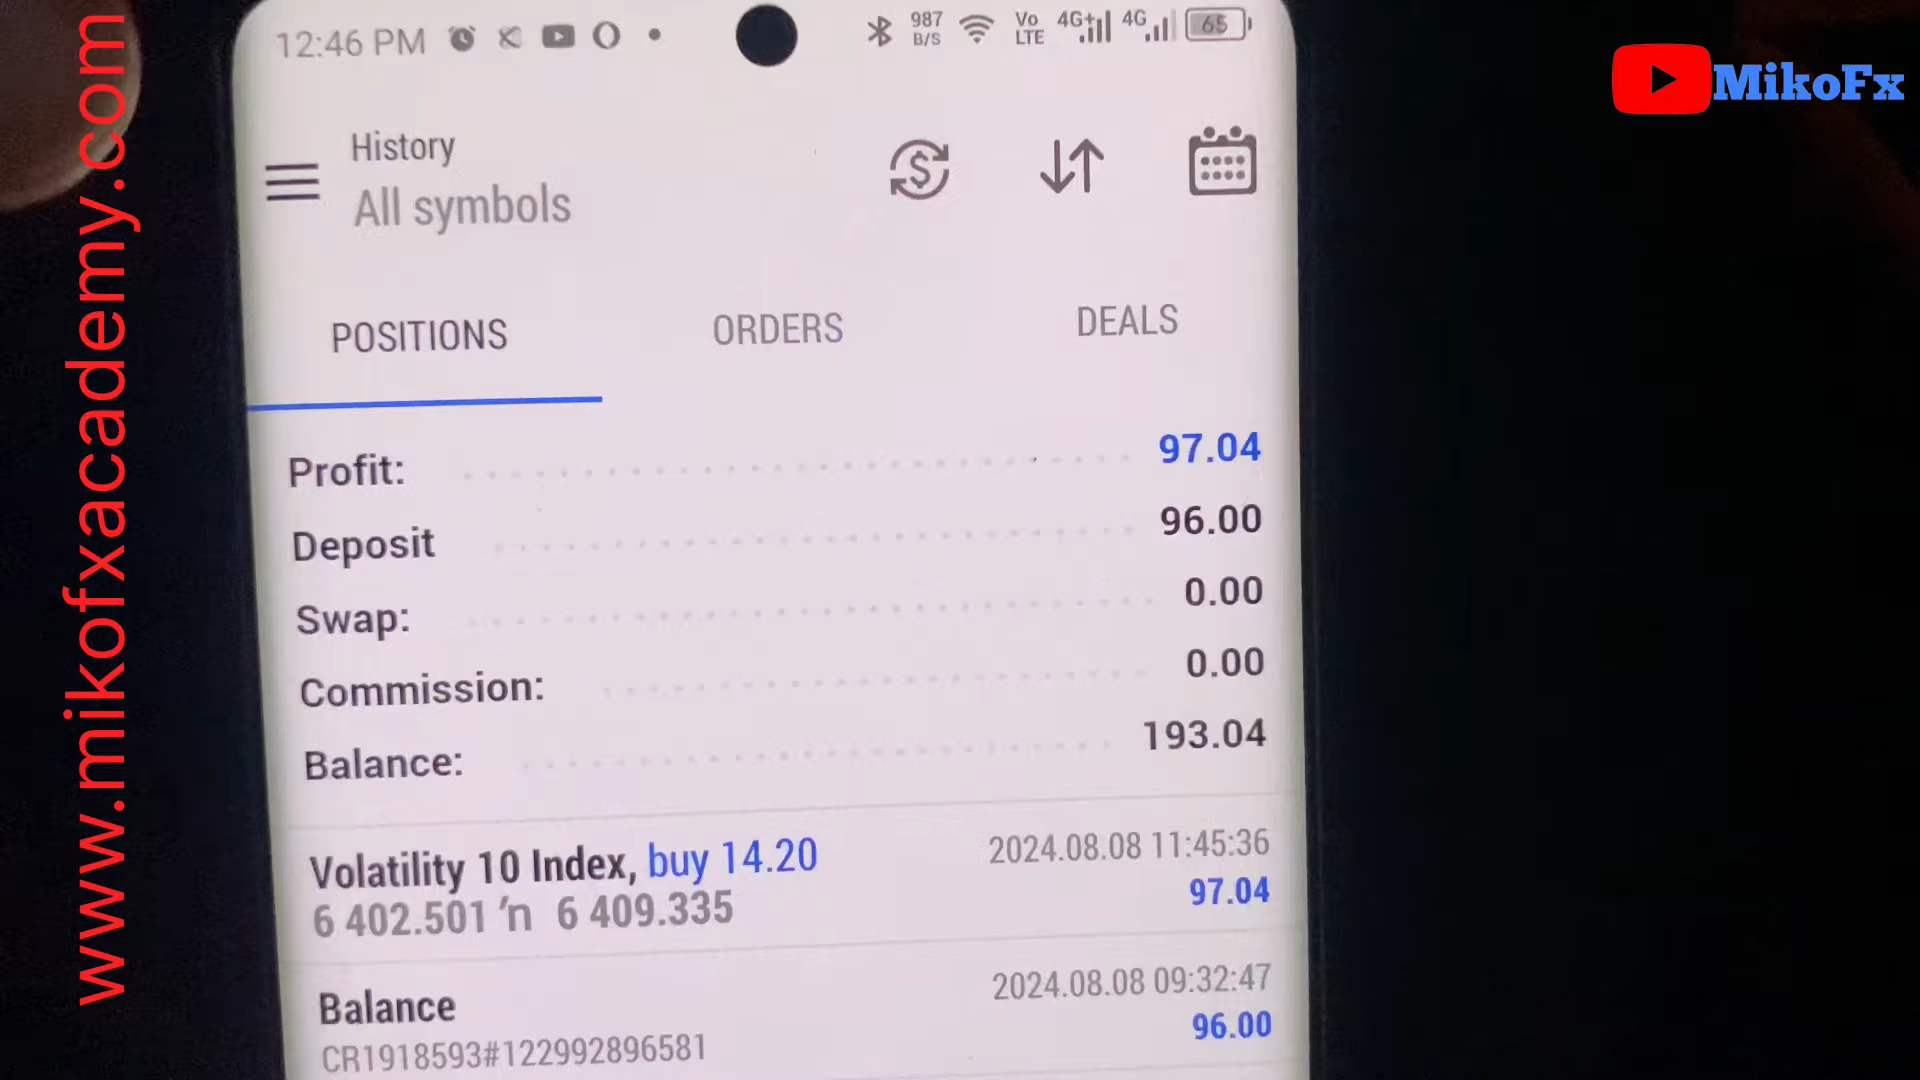 www.mikofxacademy.com
12:46 PM
987 B/S
Vo LTE
4G+
4G
65
MikoFx
History
All symbols
POSITIONS ORDERS DEALS
Profit: 97.04
Deposit 96.00
Swap: 0.00
Commission: 0.00
Balance: 193.04
Volatility 10 Index, buy 14.20 2024.08.08 11:45:36
6 402.501 'n 6 409.335 97.04
Balance 2024.08.08 09:32:47
CR1918593#122992896581 96.00